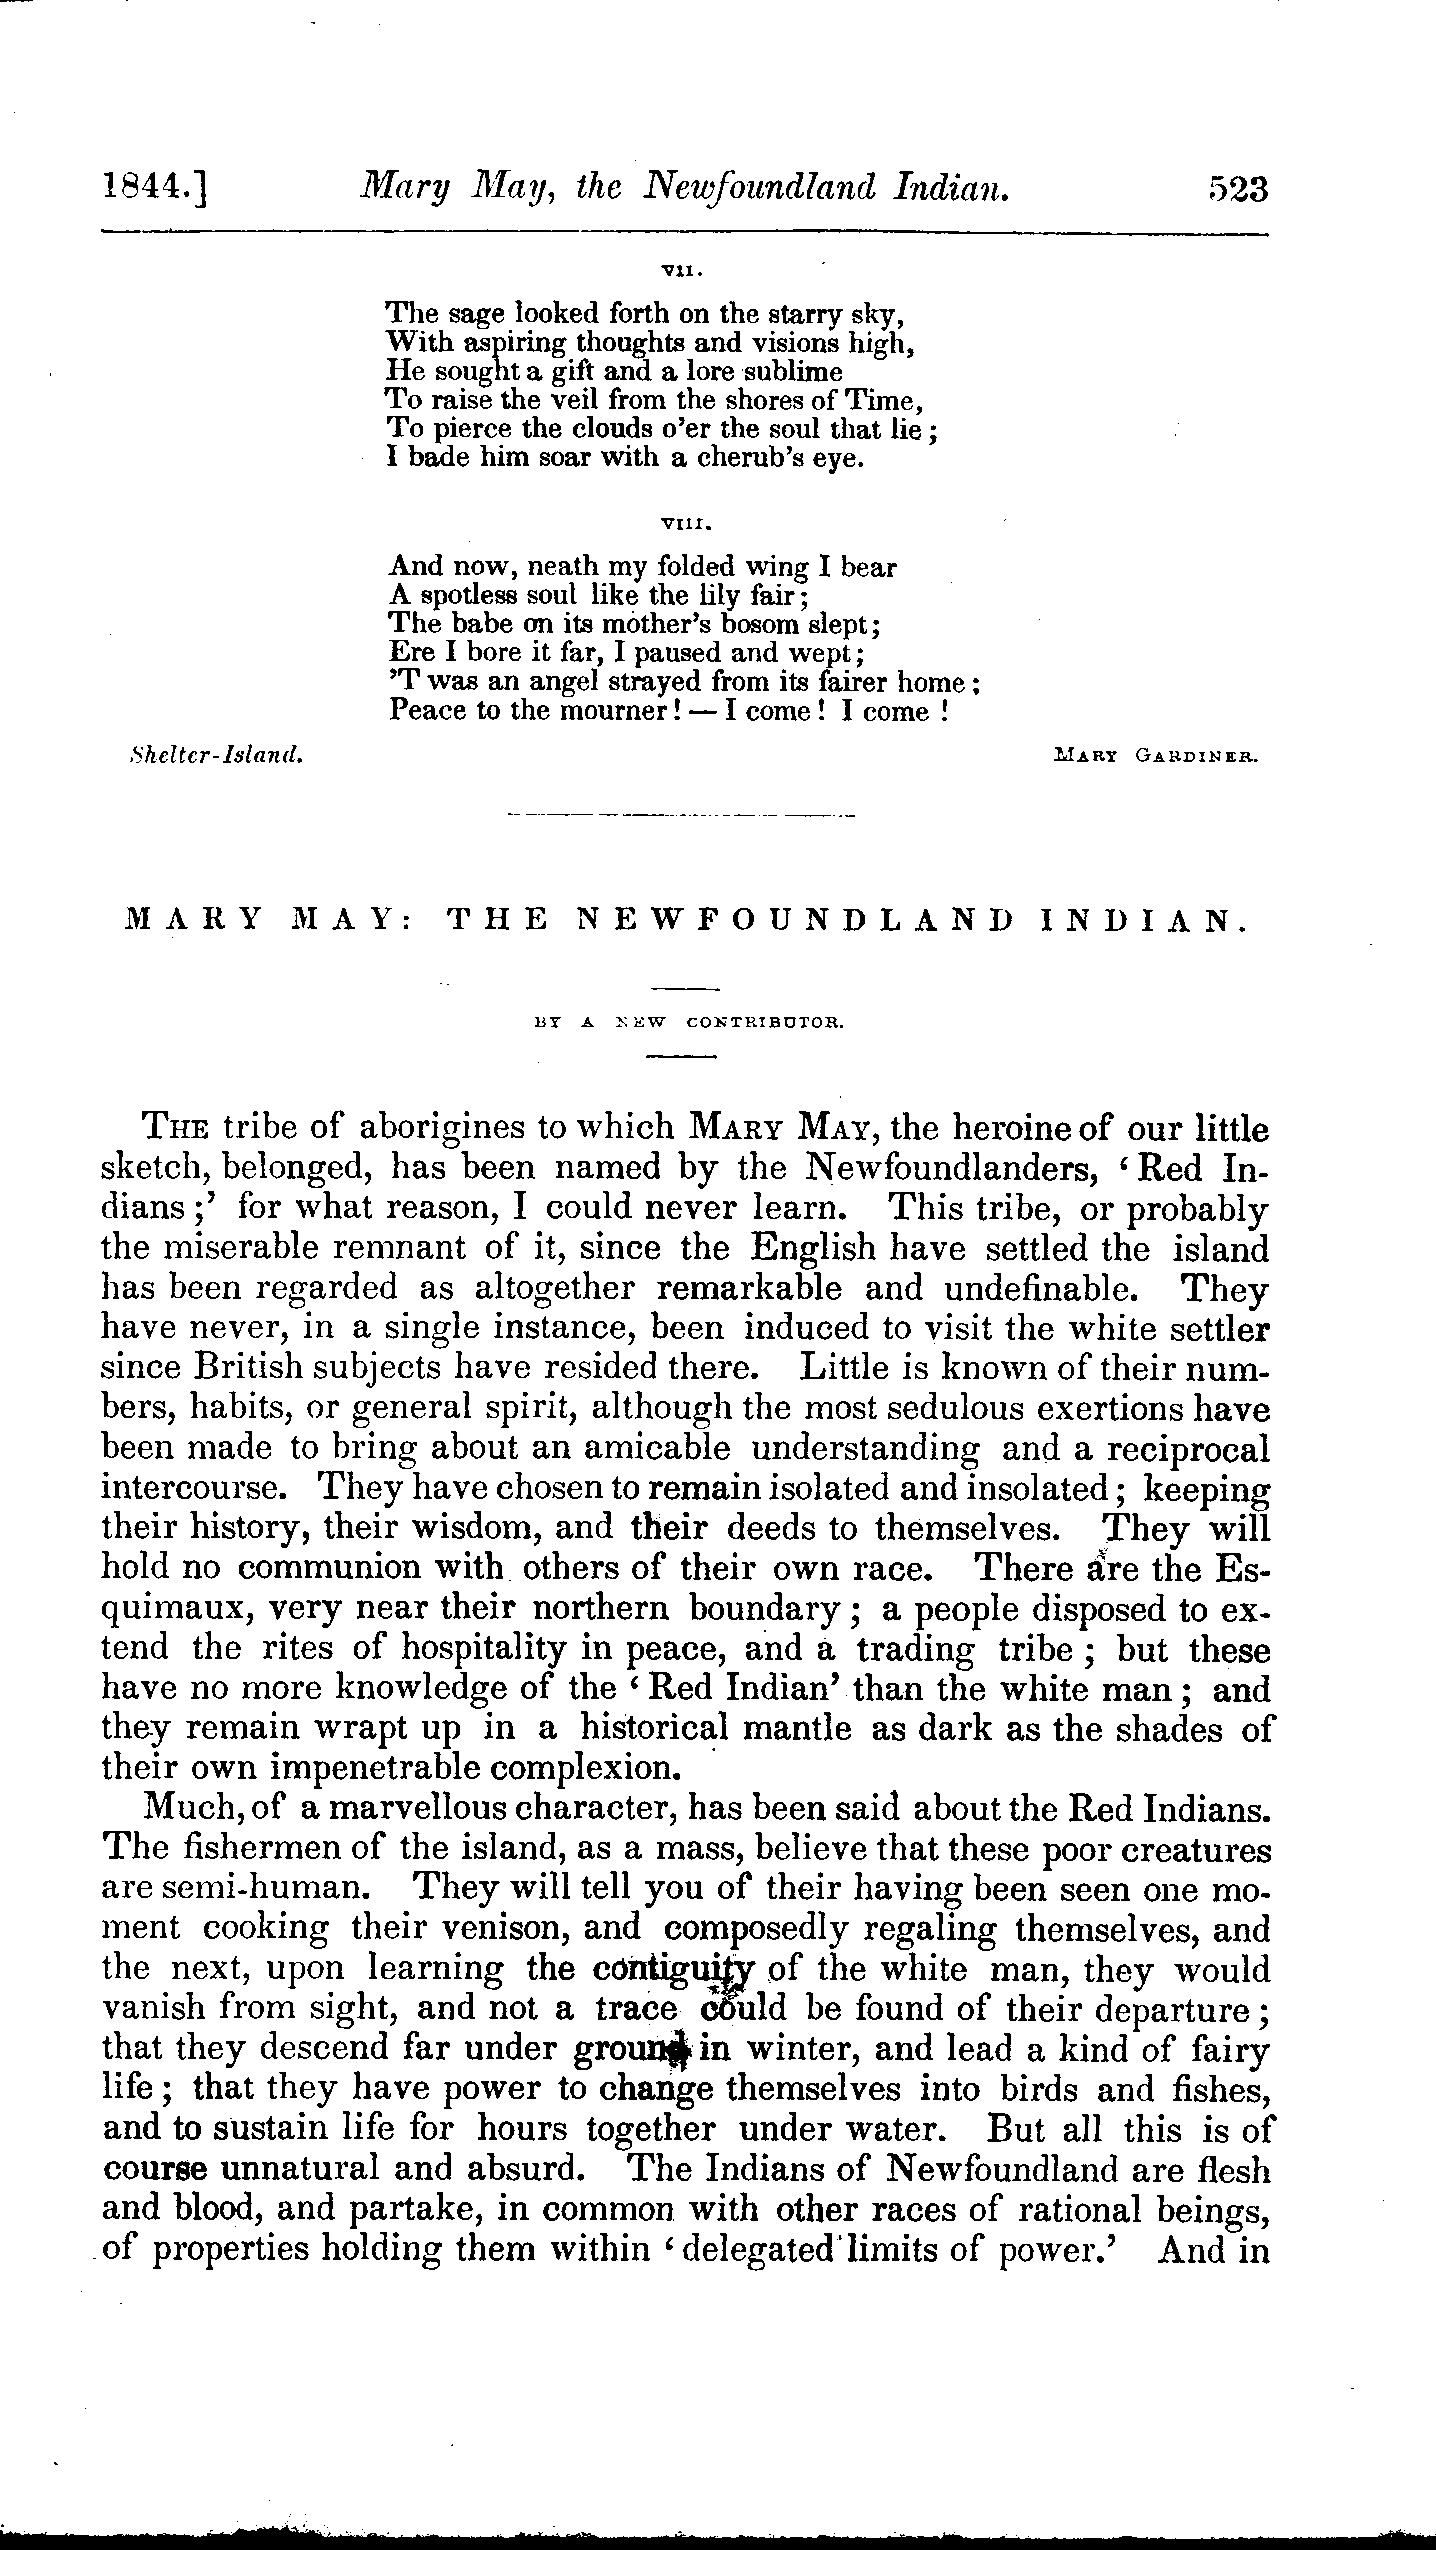 1844.] Mary May, the Newfoundland Indian. 523
VII.
The sage looked forth on the starry sky,
With aspiring thoughts and visions high,
He sought a gift and a lore sublime
To raise the veil from the shores of Time,
To pierce the clouds o'er the soul that lie;
I bade him soar with a cherub's eye.
VIII.
And now, neath my folded wing I bear
A spotless soul like the lily fair;
The babe on its mother's bosom slept;
Ere I bore it far, I paused and wept;
'T was an angel strayed from its fairer home;
Peace to the mourner! — I come! I come!
Shelter-Island. MARY GARDINER.
MARY MAY: THE NEWFOUNDLAND INDIAN.
BY A NEW CONTRIBUTOR.
THE tribe of aborigines to which MARY MAY, the heroine of our little
sketch, belonged, has been named by the Newfoundlanders, 'Red In-
dians;' for what reason, I could never learn. This tribe, or probably
the miserable remnant of it, since the English have settled the island
has been regarded as altogether remarkable and undefinable. They
have never, in a single instance, been induced to visit the white settler
since British subjects have resided there. Little is known of their num-
bers, habits, or general spirit, although the most sedulous exertions have
been made to bring about an amicable understanding and a reciprocal
intercourse. They have chosen to remain isolated and insolated; keeping
their history, their wisdom, and their deeds to themselves. They will
hold no communion with others of their own race. There are the Es-
quimaux, very near their northern boundary; a people disposed to ex-
tend the rites of hospitality in peace, and a trading tribe; but these
have no more knowledge of the 'Red Indian' than the white man; and
they remain wrapt up in a historical mantle as dark as the shades of
their own impenetrable complexion.
Much, of a marvellous character, has been said about the Red Indians.
The fishermen of the island, as a mass, believe that these poor creatures
are semi-human. They will tell you of their having been seen one mo-
ment cooking their venison, and composedly regaling themselves, and
the next, upon learning the contiguity of the white man, they would
vanish from sight, and not a trace could be found of their departure;
that they descend far under ground in winter, and lead a kind of fairy
life; that they have power to change themselves into birds and fishes,
and to sustain life for hours together under water. But all this is of
course unnatural and absurd. The Indians of Newfoundland are flesh
and blood, and partake, in common with other races of rational beings,
of properties holding them within 'delegated limits of power.' And in